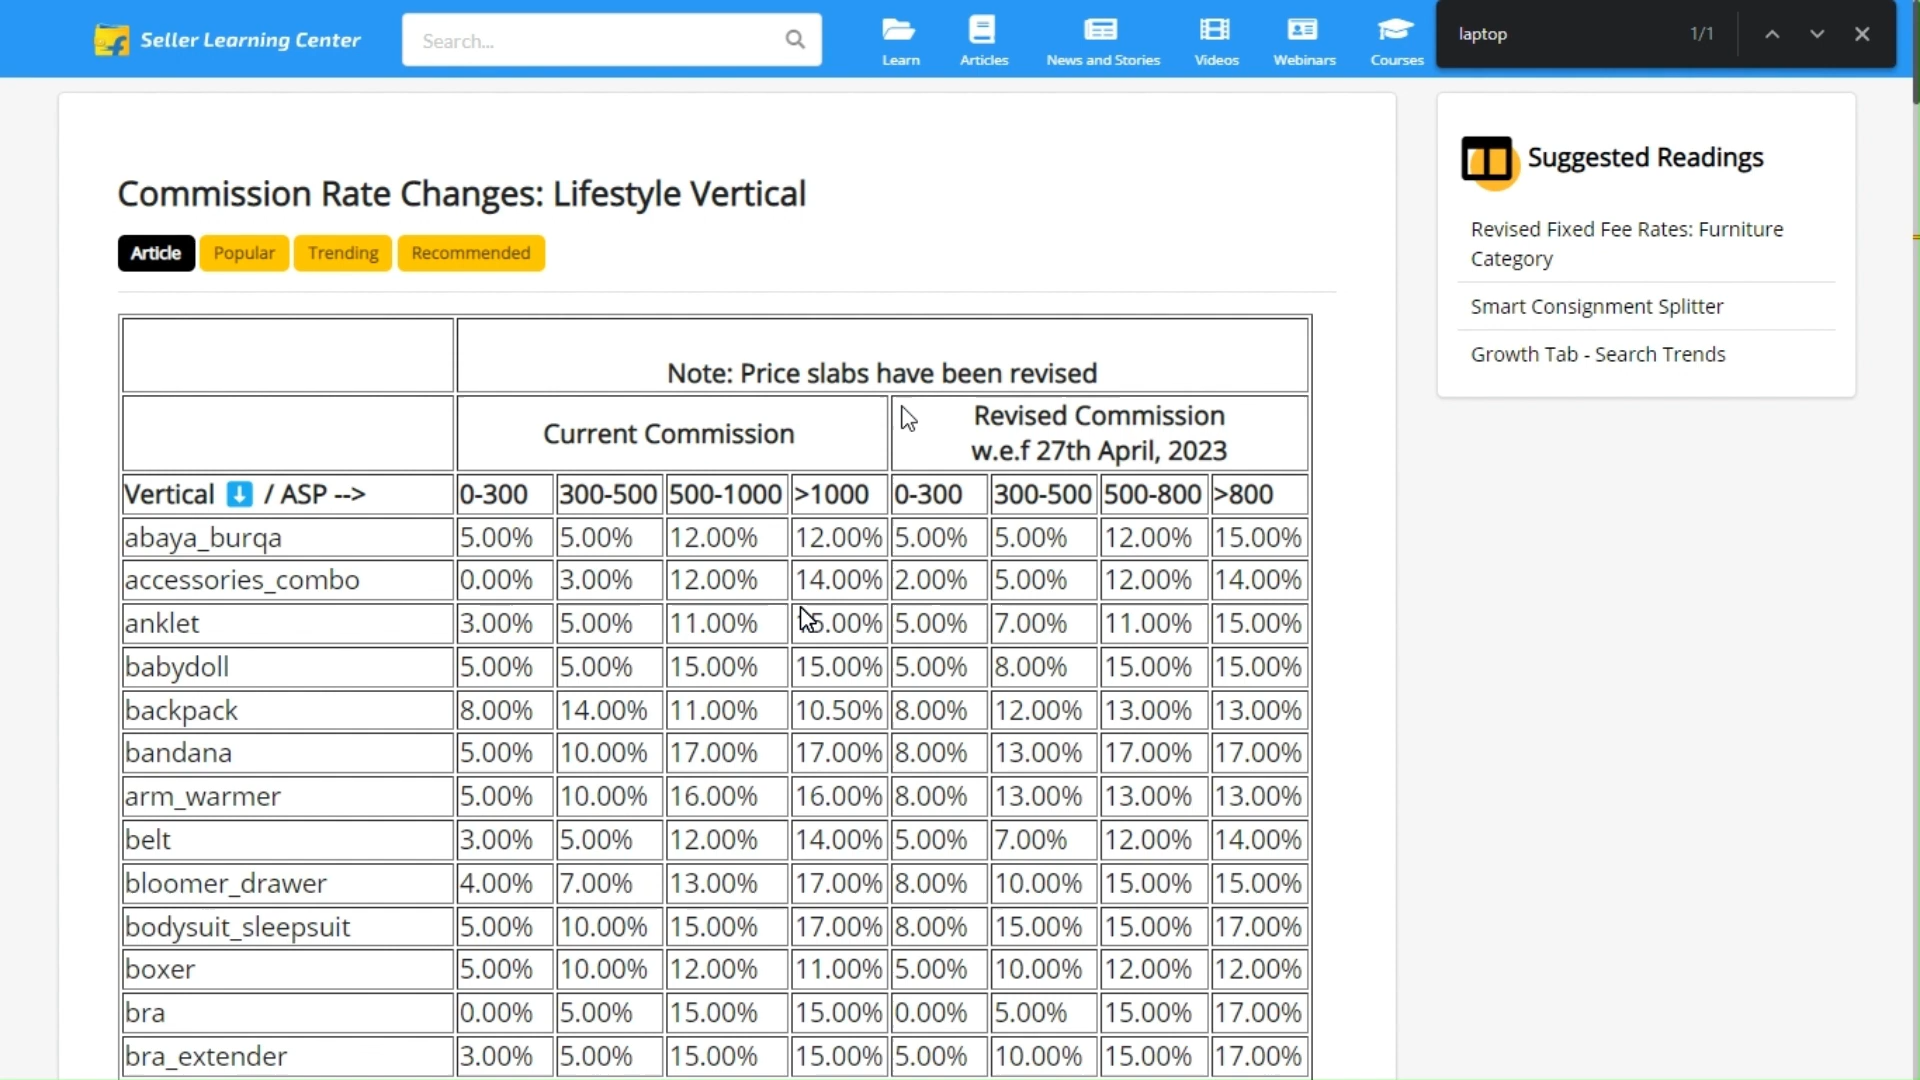 Seller Learning Center
Search...
Learn
Articles
News and Stories
Videos
Webinars
Courses
laptop
1/1
Commission Rate Changes: Lifestyle Vertical
Article Popular Trending Recommended
Note: Price slabs have been revised
Current Commission
Revised Commission
w.e.f 27th April, 2023
Vertical ⬇ / ASP --> 0-300 300-500 500-1000 >1000 0-300 300-500 500-800 >800
abaya_burqa 5.00% 5.00% 12.00% 12.00% 5.00% 5.00% 12.00% 15.00%
accessories_combo 0.00% 3.00% 12.00% 14.00% 2.00% 5.00% 12.00% 14.00%
anklet 3.00% 5.00% 11.00% 5.00% 7.00% 11.00% 15.00%
babydoll 5.00% 5.00% 15.00% 15.00% 5.00% 8.00% 15.00% 15.00%
backpack 8.00% 14.00% 11.00% 10.50% 8.00% 12.00% 13.00% 13.00%
bandana 5.00% 10.00% 17.00% 17.00% 8.00% 13.00% 17.00% 17.00%
arm_warmer 5.00% 10.00% 16.00% 16.00% 8.00% 13.00% 13.00% 13.00%
belt 3.00% 5.00% 12.00% 14.00% 5.00% 7.00% 12.00% 14.00%
bloomer_drawer 4.00% 7.00% 13.00% 17.00% 8.00% 10.00% 15.00% 15.00%
bodysuit_sleepsuit 5.00% 10.00% 15.00% 17.00% 8.00% 15.00% 15.00% 17.00%
boxer 5.00% 10.00% 12.00% 11.00% 5.00% 10.00% 12.00% 12.00%
bra 0.00% 5.00% 15.00% 15.00% 0.00% 5.00% 15.00% 17.00%
bra_extender 3.00% 5.00% 15.00% 15.00% 5.00% 10.00% 15.00% 17.00%
Suggested Readings
Revised Fixed Fee Rates: Furniture
Category
Smart Consignment Splitter
Growth Tab - Search Trends